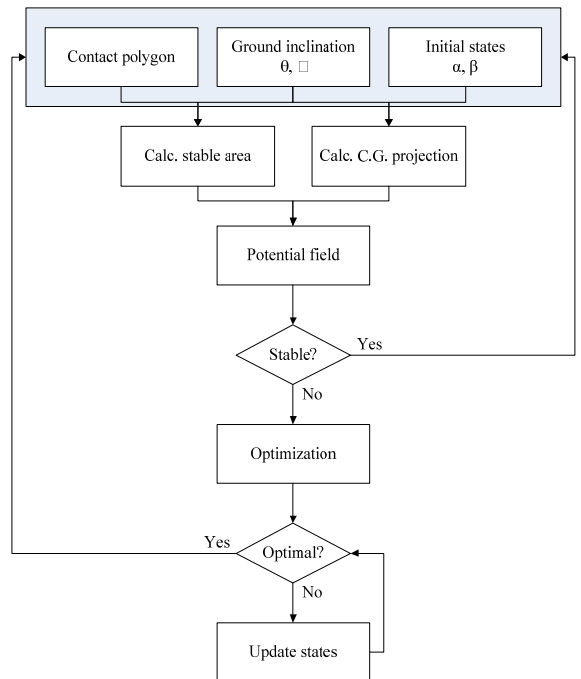 Contact polygon
Ground inclination
θ, □
Initial states
α, β
Calc. stable area
Calc. C.G. projection
Potential field
Stable?
Yes
No
Optimization
Yes
Optimal?
No
Update states